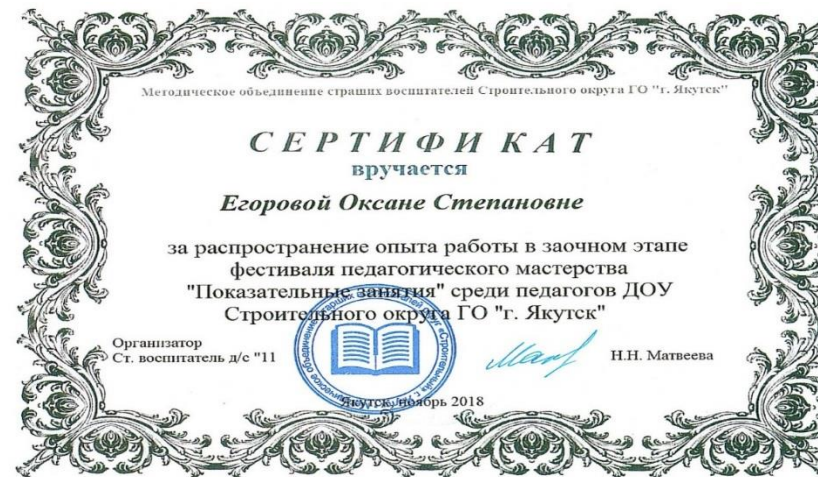 Методическое объединение страших воспитателей Строительного округа ГО "г. Якутск"
СЕРТИФИКАТ
вручается
Егоровой Оксане Степановне
за распространение опыта работы в заочном этапе
фестиваля педагогического мастерства
"Показательные занятия" среди педагогов ДОУ
Строительного округа ГО "г. Якутск"
Организатор
Ст. воспитатель д/с "11
Н.Н. Матвеева
Якутск, ноябрь 2018